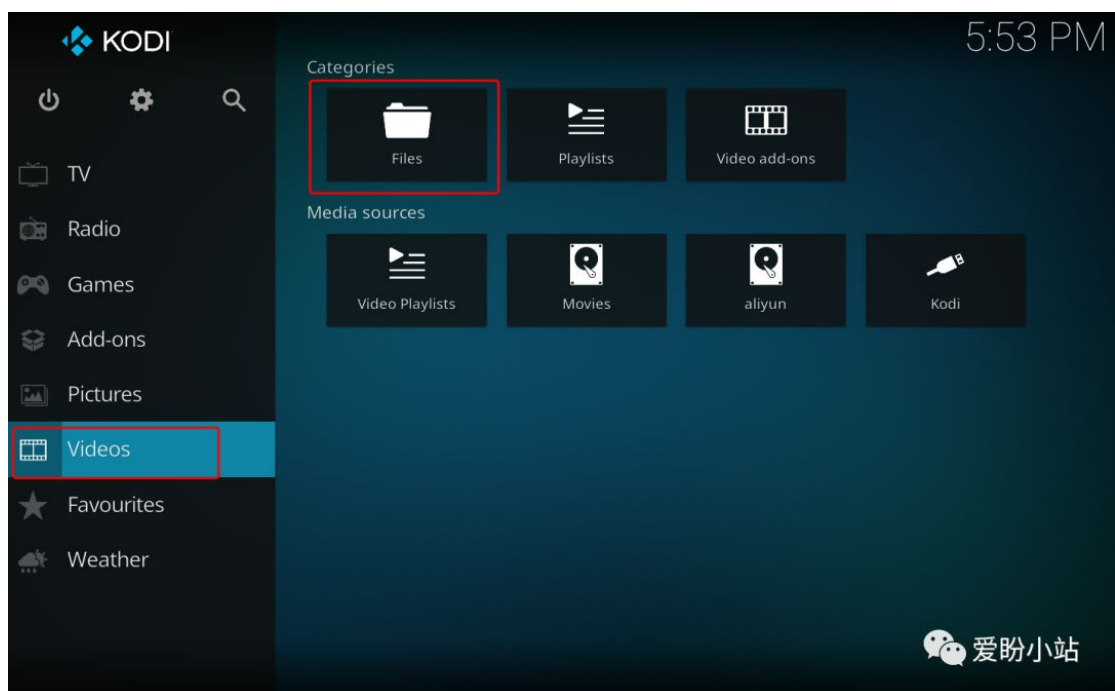 KODI
5:53 PM
Categories
Files
Playlists
Video add-ons
TV
Radio
Games
Add-ons
Pictures
Videos
Favourites
Weather
Media sources
Video Playlists
Movies
aliyun
Kodi
爱盼小站